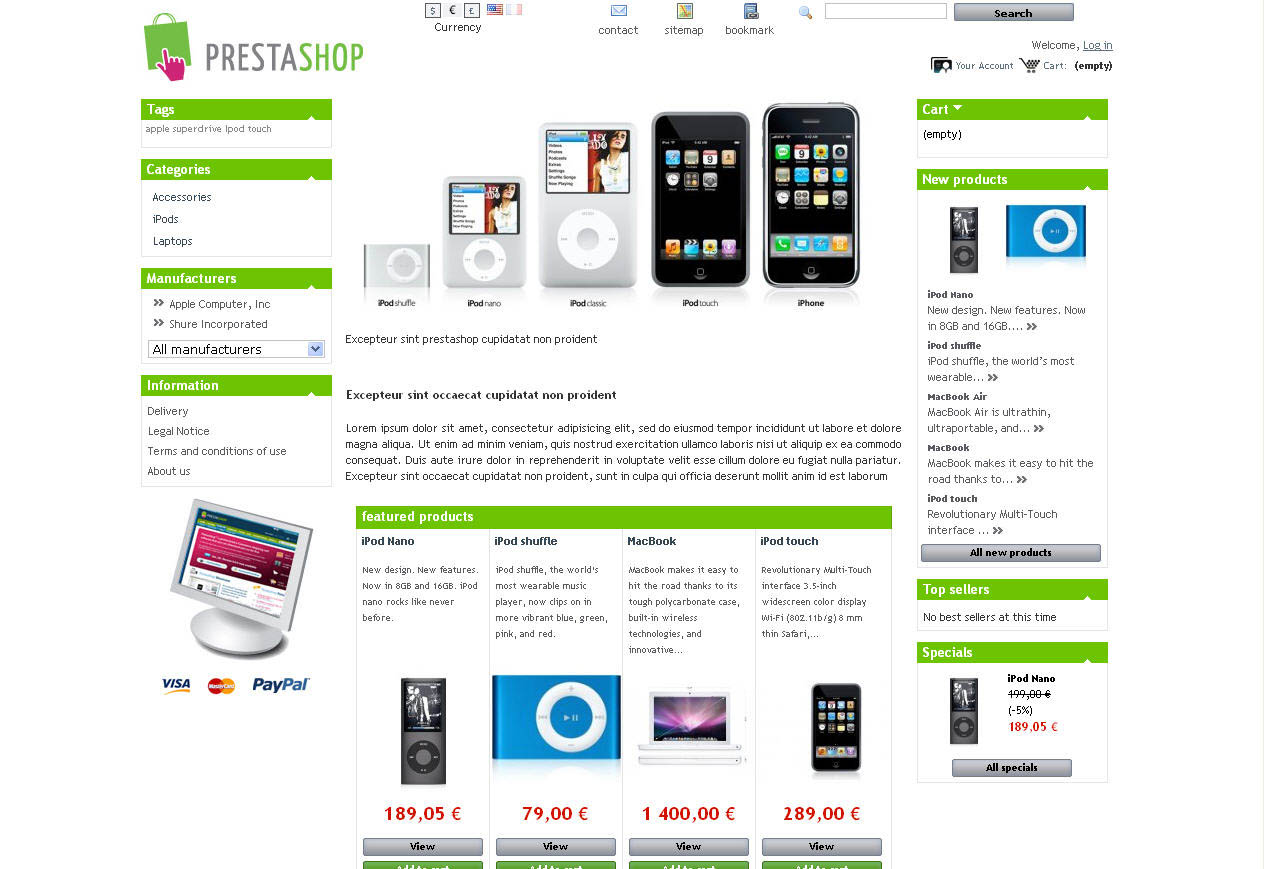 $ € £
Currency
contact
sitemap
bookmark
Search
PRESTASHOP
Welcome, Log in
Your Account Cart: (empty)
Tags
apple superdrive Ipod touch
Categories
Accessories
iPods
Laptops
Manufacturers
Apple Computer, Inc
Shure Incorporated
All manufacturers
Information
Delivery
Legal Notice
Terms and conditions of use
About us
VISA MasterCard PayPal
iPod shuffle
iPod nano
iPod classic
iPod touch
iPhone
Excepteur sint prestashop cupidatat non proident
Excepteur sint occaecat cupidatat non proident
Lorem ipsum dolor sit amet, consectetur adipisicing elit, sed do eiusmod tempor incididunt ut labore et dolore
magna aliqua. Ut enim ad minim veniam, quis nostrud exercitation ullamco laboris nisi ut aliquip ex ea commodo
consequat. Duis aute irure dolor in reprehenderit in voluptate velit esse cillum dolore eu fugiat nulla pariatur.
Excepteur sint occaecat cupidatat non proident, sunt in culpa qui officia deserunt mollit anim id est laborum
featured products
iPod Nano
New design. New features.
Now in 8GB and 16GB. iPod
nano rocks like never
before.
189,05 €
View
Add to cart
iPod shuffle
iPod shuffle, the world's
most wearable music
player, now clips on in
more vibrant blue, green,
pink, and red.
79,00 €
View
Add to cart
MacBook
MacBook makes it easy to
hit the road thanks to its
tough polycarbonate case,
built-in wireless
technologies, and
innovative...
1 400,00 €
View
Add to cart
iPod touch
Revolutionary Multi-Touch
interface 3.5-inch
widescreen color display
Wi-Fi (802.11b/g) 8 mm
thin Safari,...
289,00 €
View
Add to cart
Cart
(empty)
New products
iPod Nano
New design. New features. Now
in 8GB and 16GB....
iPod shuffle
iPod shuffle, the world's most
wearable...
MacBook Air
MacBook Air is ultrathin,
ultraportable, and...
MacBook
MacBook makes it easy to hit the
road thanks to...
iPod touch
Revolutionary Multi-Touch
interface ...
All new products
Top sellers
No best sellers at this time
Specials
iPod Nano
199,00 €
(-5%)
189,05 €
All specials